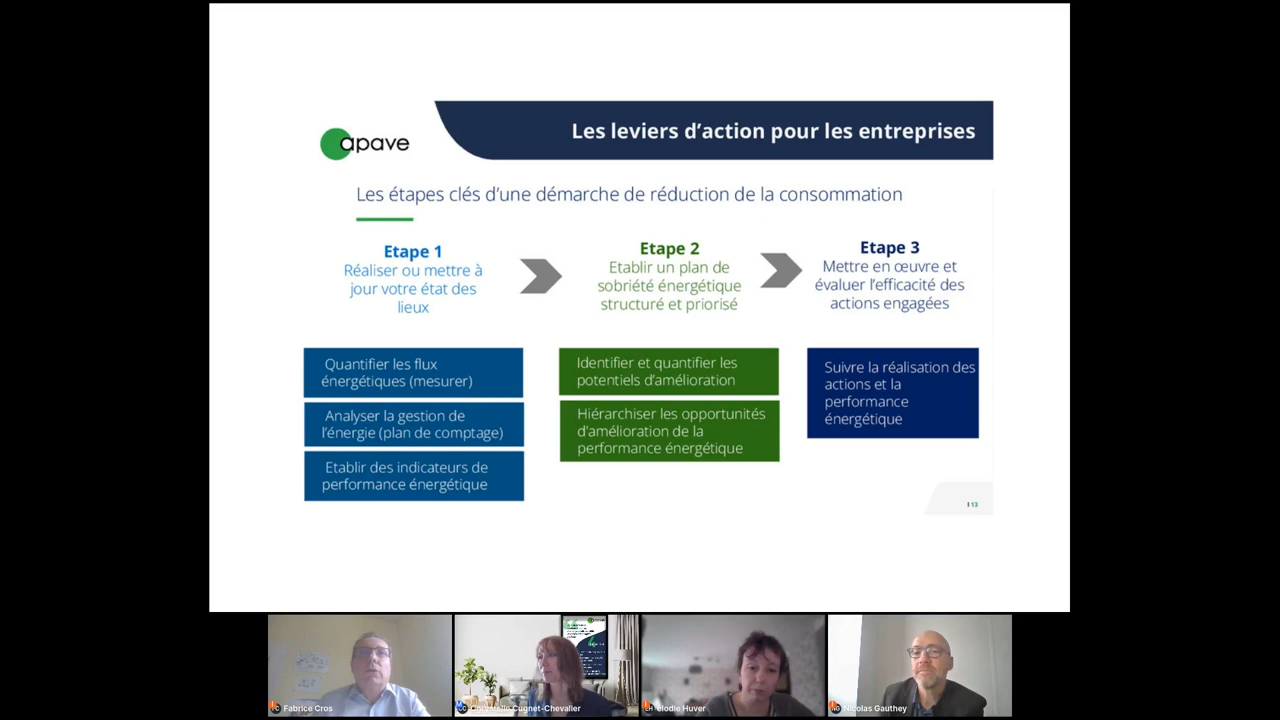 apave
Les leviers d'action pour les entreprises
Les étapes clés d'une démarche de réduction de la consommation
Etape 1
Réaliser ou mettre à
jour votre état des
lieux
Etape 2
Etablir un plan de
sobriété énergétique
structuré et priorisé
Etape 3
Mettre en œuvre et
évaluer l'efficacité des
actions engagées
Quantifier les flux
énergétiques (mesurer)
Analyser la gestion de
l'énergie (plan de comptage)
Etablir des indicateurs de
performance énergétique
Identifier et quantifier les
potentiels d'amélioration
Hiérarchiser les opportunités
d'amélioration de la
performance énergétique
Suivre la réalisation des
actions et la
performance
énergétique
13
Fabrice Cros
Cugnet-Chevalier
elodie Huver
Nicolas Gauthey